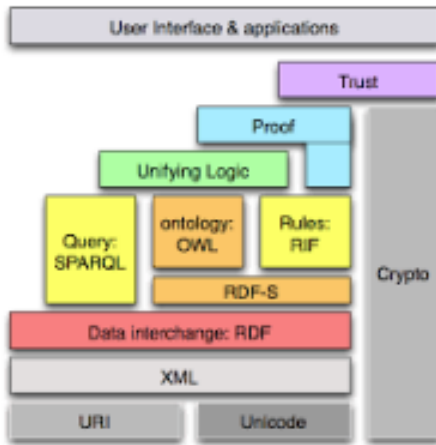 User Interface & applications
Trust
Proof
Unifying Logic
Query:
SPARQL
ontology:
OWL
Rules:
RIF
Crypto
RDF-S
Data interchange: RDF
XML
URI
Unicode